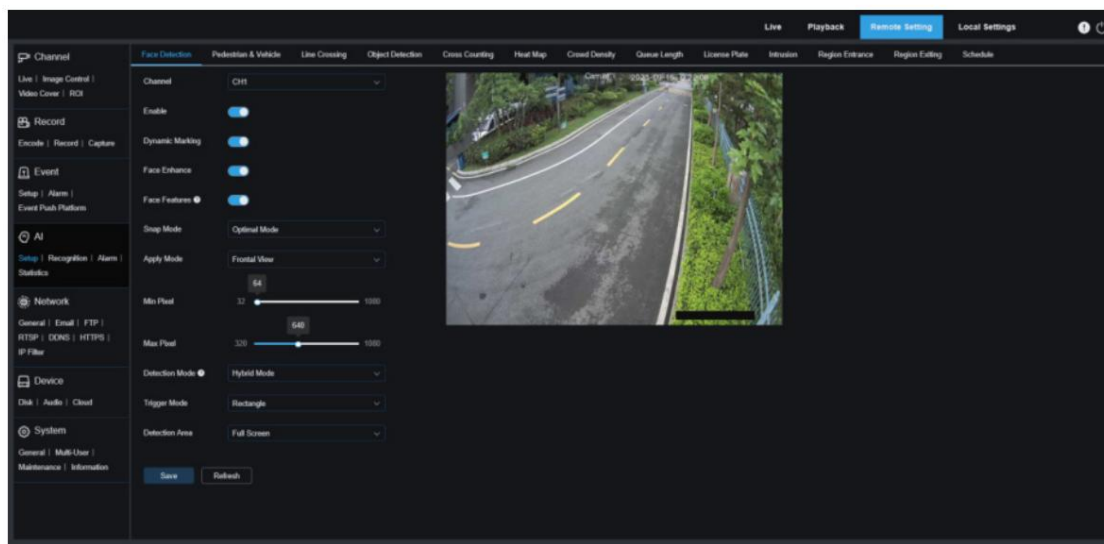 Live Playback Remote Setting Local Settings
Channel
Live | Image Control |
Video Cover | ROI
Record
Encode | Record | Capture
Event
Setup | Alarm |
Event Push Platform
AI
Setup | Recognition | Alarm |
Statistics
Network
General | Email | FTP |
RTSP | DDNS | HTTPS |
IP Filter
Device
Disk | Audio | Cloud
System
General | Multi-User |
Maintenance | Information
Face Detection Pedestrian & Vehicle Line Crossing Object Detection Cross Counting Heat Map Crowd Density Queue Length License Plate Intrusion Region Entrance Region Exiting Schedule
Channel CH1
Enable
Dynamic Marking
Face Enhance
Face Features
Snap Mode Optimal Mode
Apply Mode Frontal View
64
Min Pixel 32 1080
640
Max Pixel 320 1080
Detection Mode Hybrid Mode
Trigger Mode Rectangle
Detection Area Full Screen
Save Refresh